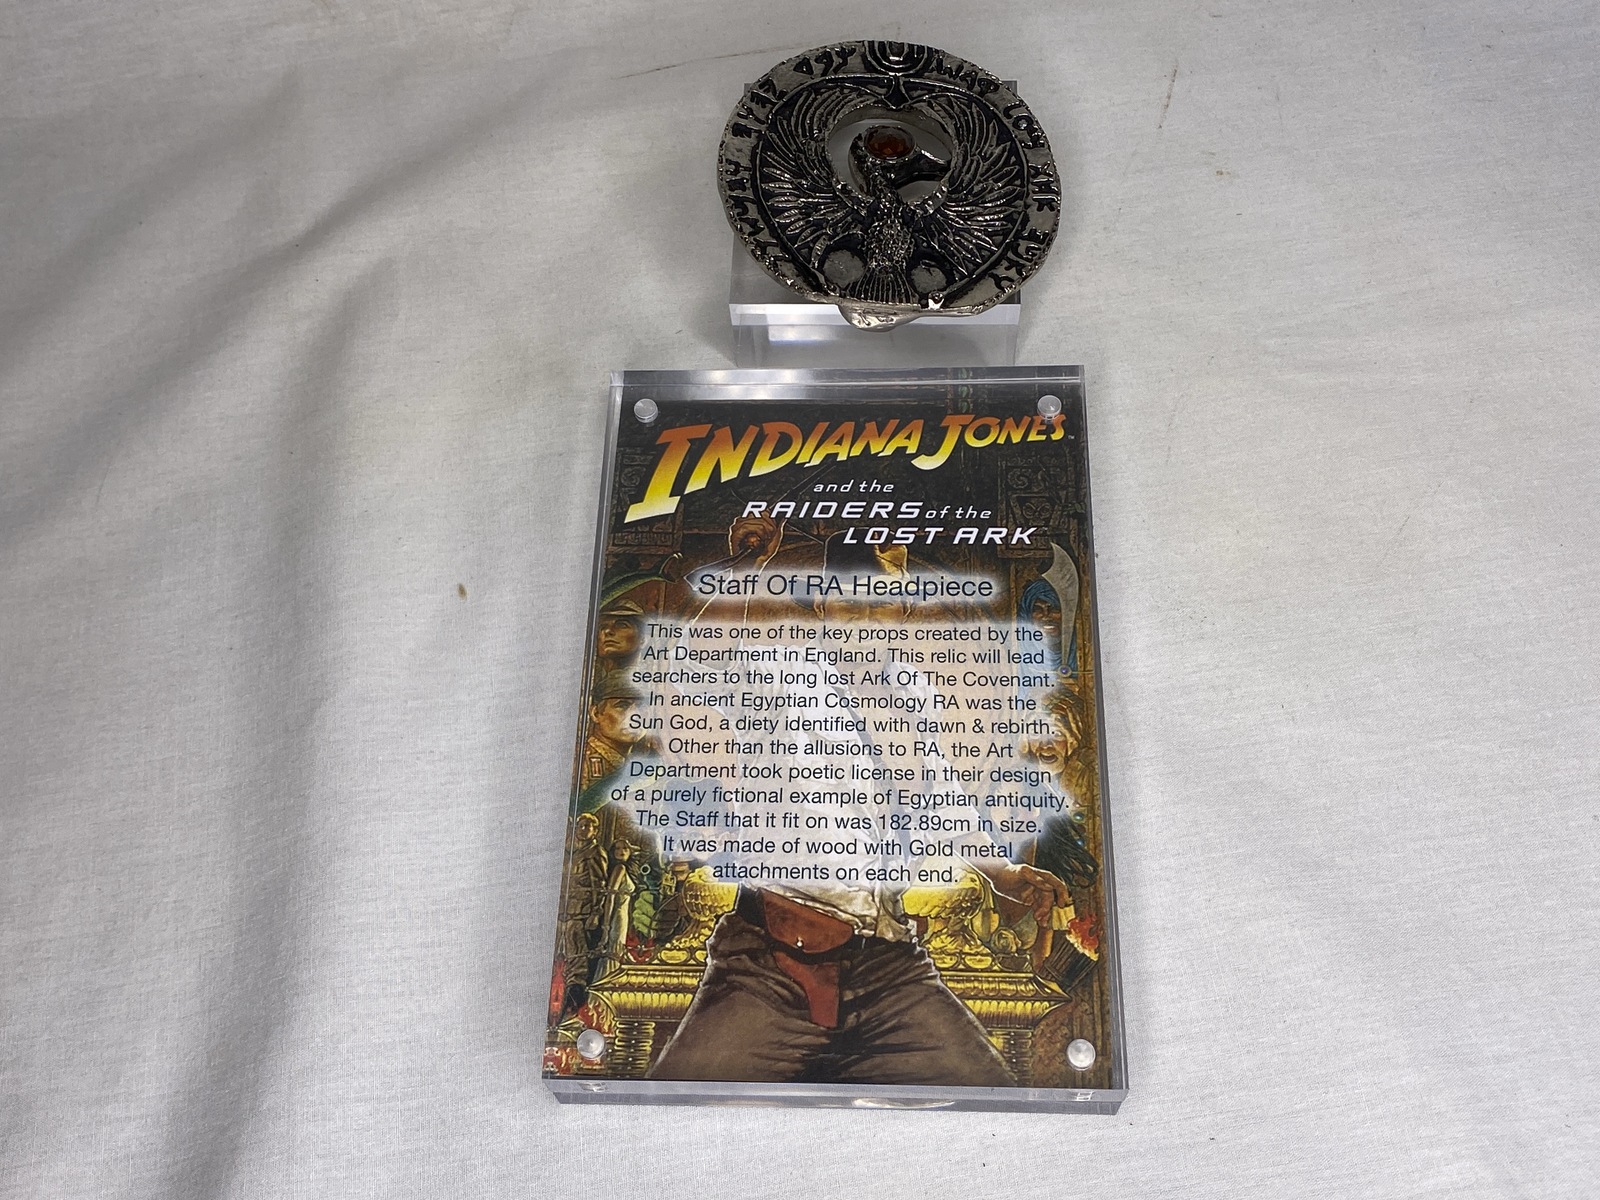 INDIANA JONES™
and the
RAIDERS of the
LOST ARK
Staff Of RA Headpiece
This was one of the key props created by the
Art Department in England. This relic will lead
searchers to the long lost Ark Of The Covenant.
In ancient Egyptian Cosmology RA was the
Sun God, a diety identified with dawn & rebirth.
Other than the allusions to RA, the Art
Department took poetic license in their design
of a purely fictional example of Egyptian antiquity.
The Staff that it fit on was 182.89cm in size.
It was made of wood with Gold metal
attachments on each end.